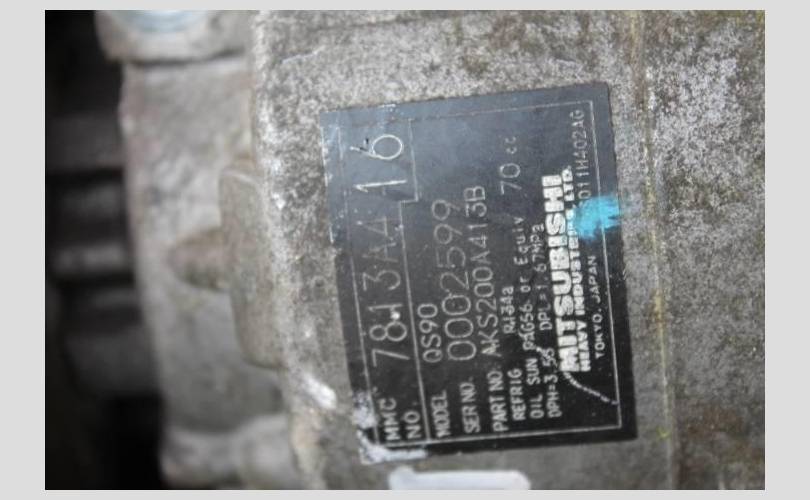 MMC NO. 7813A416
MODEL QS90
SER NO. 0002599
PART NO. AKS200A413B
REFRIG R134a
OIL SUN PAG56 or Equiv 70 cc
DPH=3.53 DPL=1.67MPa
MITSUBISHI
HEAVY INDUSTRIES, LTD.
TOKYO, JAPAN